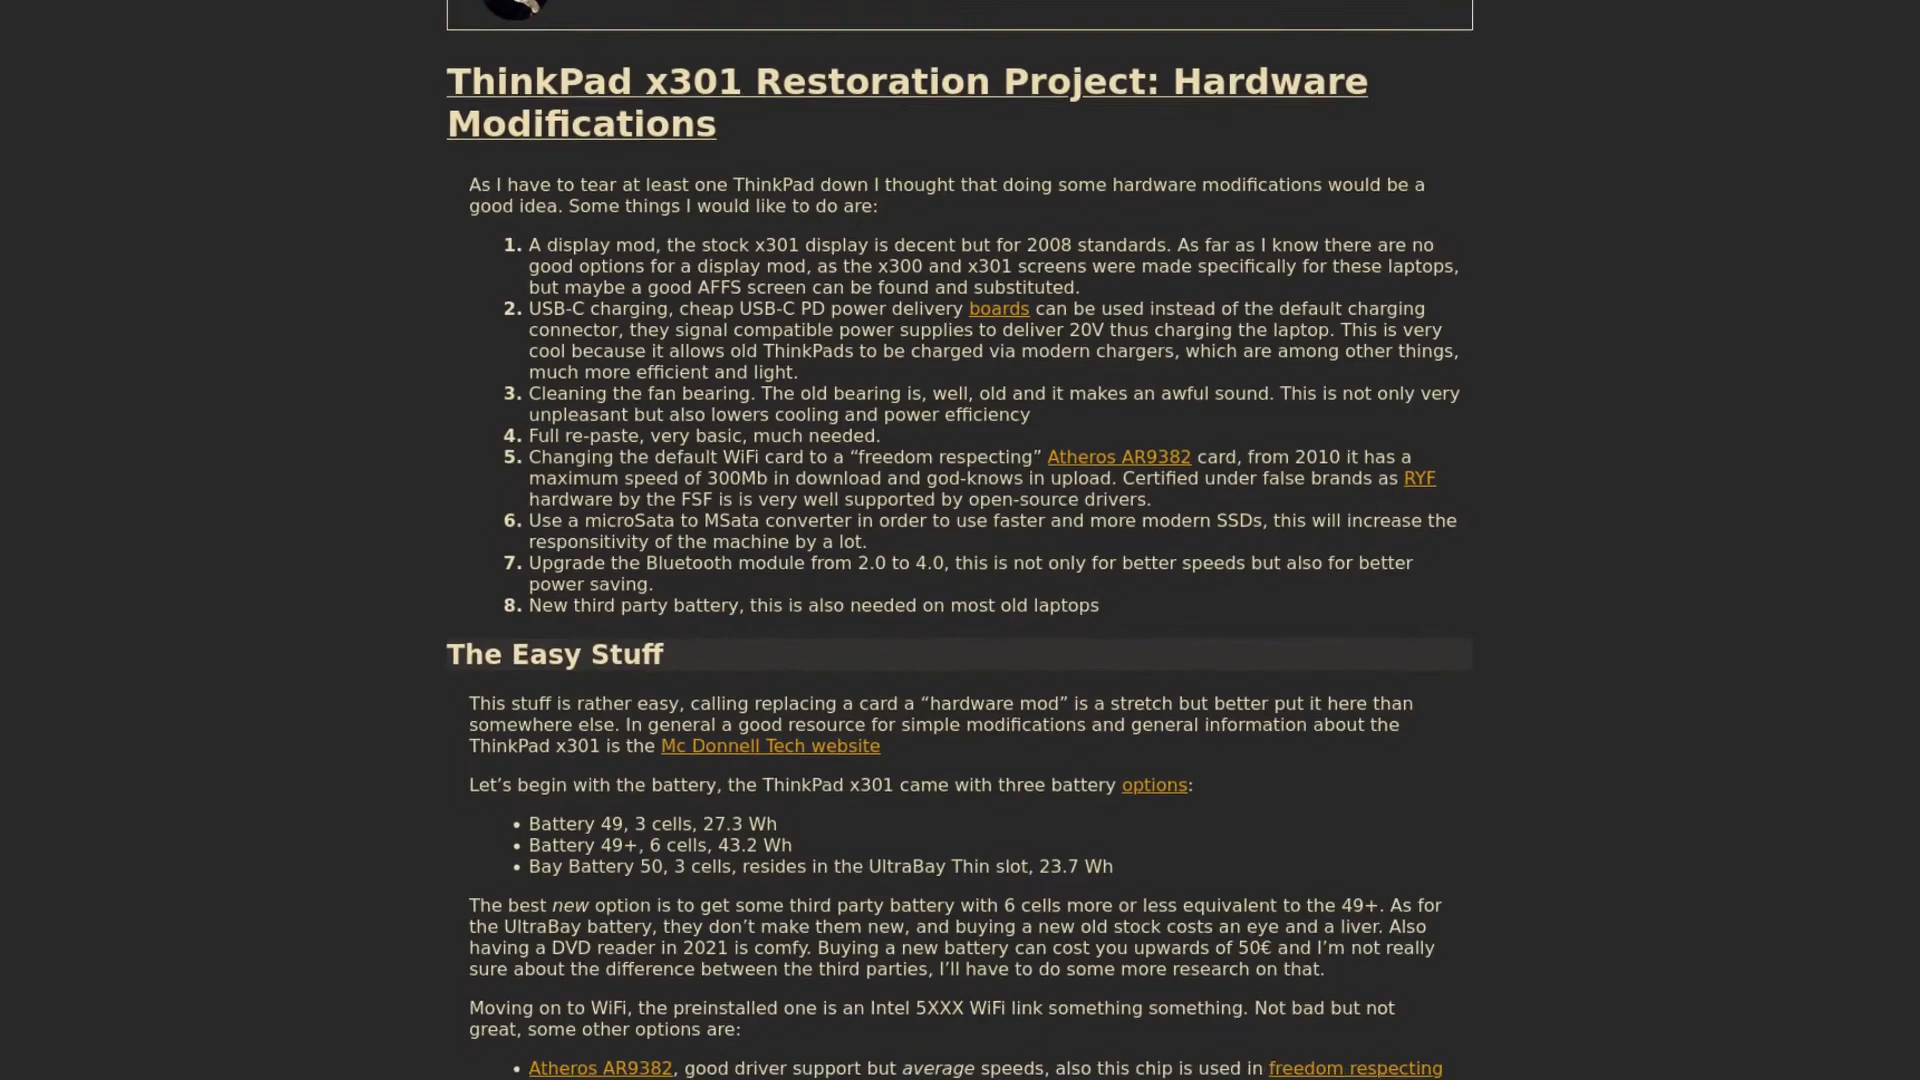 ThinkPad x301 Restoration Project: Hardware
Modifications
As I have to tear at least one ThinkPad down I thought that doing some hardware modifications would be a
good idea. Some things I would like to do are:
1. A display mod, the stock x301 display is decent but for 2008 standards. As far as I know there are no
good options for a display mod, as the x300 and x301 screens were made specifically for these laptops,
but maybe a good AFFS screen can be found and substituted.
2. USB-C charging, cheap USB-C PD power delivery boards can be used instead of the default charging
connector, they signal compatible power supplies to deliver 20V thus charging the laptop. This is very
cool because it allows old ThinkPads to be charged via modern chargers, which are among other things,
much more efficient and light.
3. Cleaning the fan bearing. The old bearing is, well, old and it makes an awful sound. This is not only very
unpleasant but also lowers cooling and power efficiency
4. Full re-paste, very basic, much needed.
5. Changing the default WiFi card to a “freedom respecting” Atheros AR9382 card, from 2010 it has a
maximum speed of 300Mb in download and god-knows in upload. Certified under false brands as RYF
hardware by the FSF is is very well supported by open-source drivers.
6. Use a microSata to MSata converter in order to use faster and more modern SSDs, this will increase the
responsitivity of the machine by a lot.
7. Upgrade the Bluetooth module from 2.0 to 4.0, this is not only for better speeds but also for better
power saving.
8. New third party battery, this is also needed on most old laptops
The Easy Stuff
This stuff is rather easy, calling replacing a card a “hardware mod” is a stretch but better put it here than
somewhere else. In general a good resource for simple modifications and general information about the
ThinkPad x301 is the Mc Donnell Tech website
Let’s begin with the battery, the ThinkPad x301 came with three battery options:
• Battery 49, 3 cells, 27.3 Wh
• Battery 49+, 6 cells, 43.2 Wh
• Bay Battery 50, 3 cells, resides in the UltraBay Thin slot, 23.7 Wh
The best new option is to get some third party battery with 6 cells more or less equivalent to the 49+. As for
the UltraBay battery, they don’t make them new, and buying a new old stock costs an eye and a liver. Also
having a DVD reader in 2021 is comfy. Buying a new battery can cost you upwards of 50€ and I’m not really
sure about the difference between the third parties, I’ll have to do some more research on that.
Moving on to WiFi, the preinstalled one is an Intel 5XXX WiFi link something something. Not bad but not
great, some other options are:
• Atheros AR9382, good driver support but average speeds, also this chip is used in freedom respecting